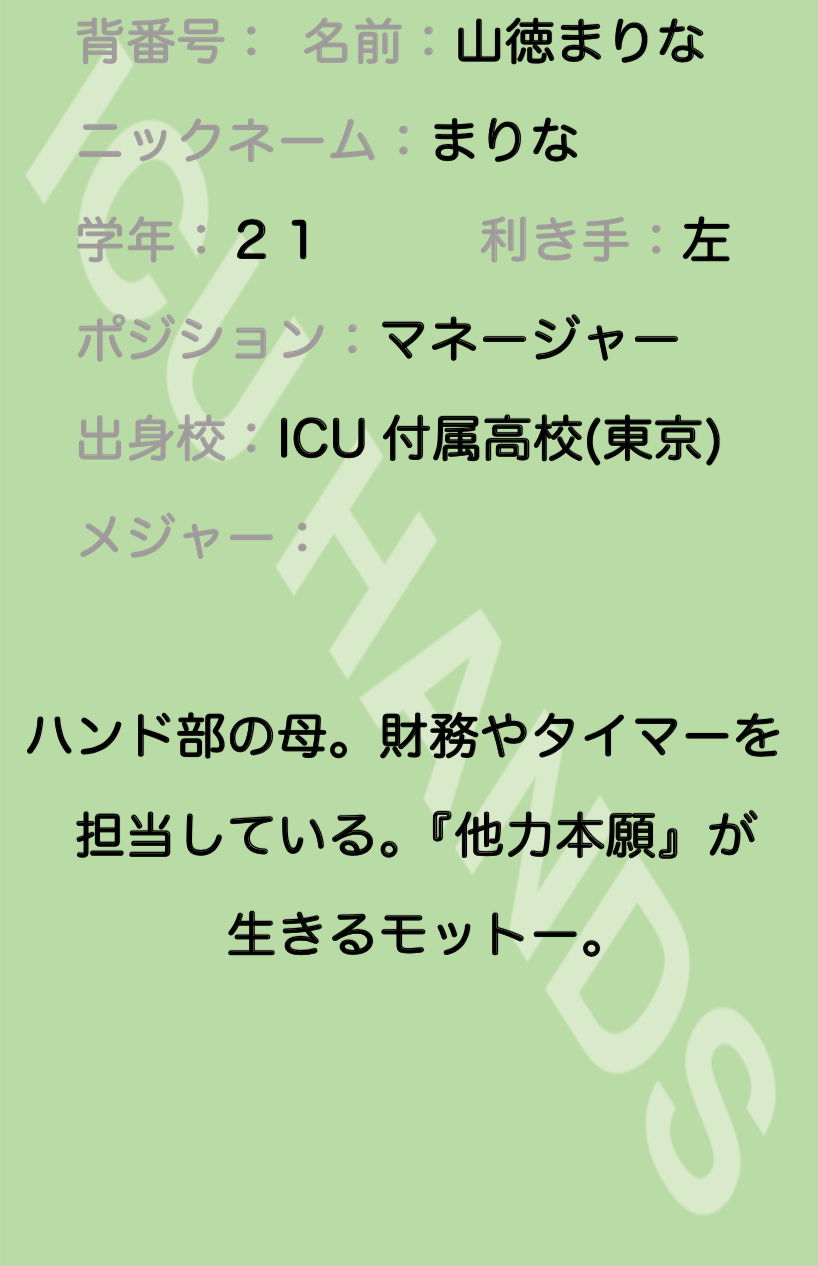 背番号： 名前：山徳まりな
ニックネーム：まりな
学年：２１ 利き手：左
ポジション：マネージャー
出身校：ICU 付属高校(東京)
メジャー：
ハンド部の母。財務やタイマーを
担当している。『他力本願』が
生きるモットー。
ICU HANDS